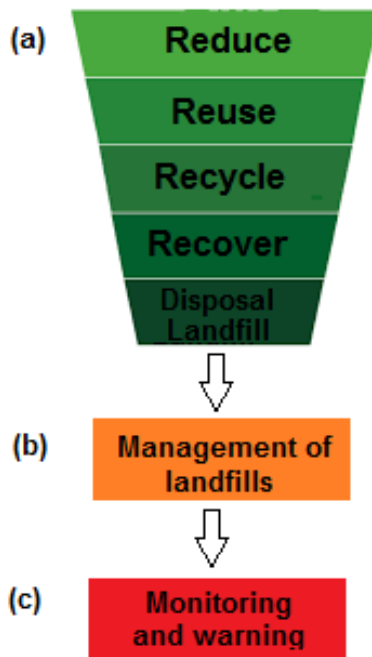 (a)
Reduce
Reuse
Recycle
Recover
Disposal
Landfill
(b)
Management of
landfills
(c)
Monitoring
and warning